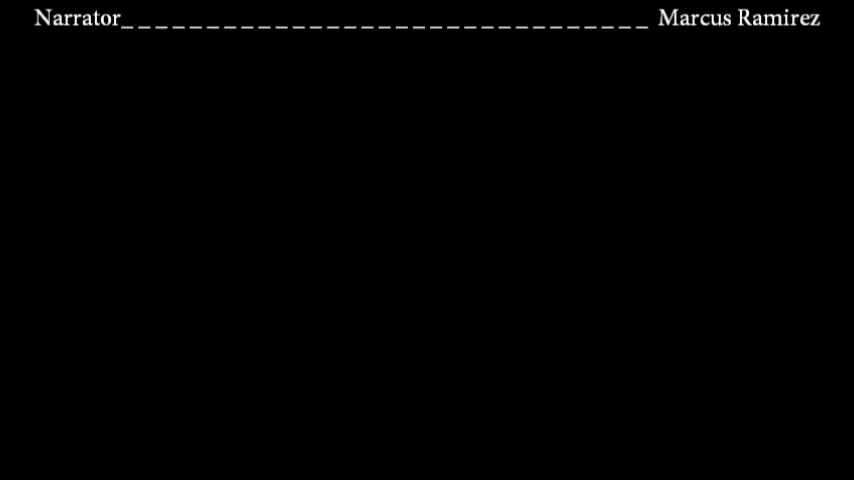 Narrator_ _ _ _ _ _ _ _ _ _ _ _ _ _ _ _ _ _ _ _ _ _ _ _ _ _ _ _ _ _ _ Marcus Ramirez